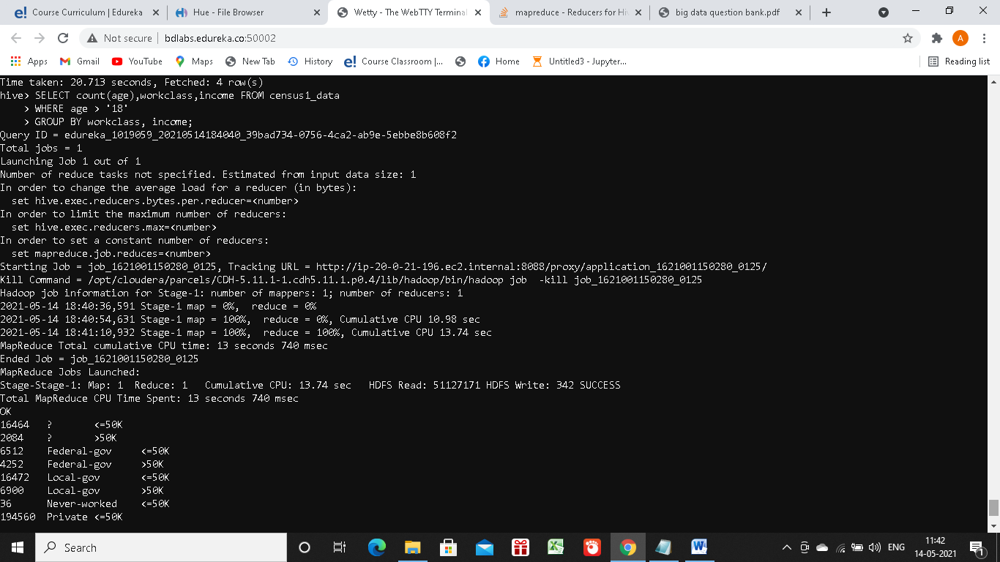 Course Curriculum | Edureka
Hue - File Browser
Wetty - The WebTTY Terminal
mapreduce - Reducers for Hiv
big data question bank.pdf
Not secure
bdlabs.edureka.co:50002
A
Apps
Gmail
YouTube
Maps
New Tab
History
Course Classroom |...
Home
Untitled3 - Jupyter...
Reading list
Time taken: 20.713 seconds, Fetched: 4 row(s)
hive> SELECT count(age),workclass,income FROM census1_data
    > WHERE age > '18'
    > GROUP BY workclass, income;
Query ID = edureka_1019059_20210514184040_39bad734-0756-4ca2-ab9e-5ebbe8b608f2
Total jobs = 1
Launching Job 1 out of 1
Number of reduce tasks not specified. Estimated from input data size: 1
In order to change the average load for a reducer (in bytes):
  set hive.exec.reducers.bytes.per.reducer=<number>
In order to limit the maximum number of reducers:
  set hive.exec.reducers.max=<number>
In order to set a constant number of reducers:
  set mapreduce.job.reduces=<number>
Starting Job = job_1621001150280_0125, Tracking URL = http://ip-20-0-21-196.ec2.internal:8088/proxy/application_1621001150280_0125/
Kill Command = /opt/cloudera/parcels/CDH-5.11.1-1.cdh5.11.1.p0.4/lib/hadoop/bin/hadoop job  -kill job_1621001150280_0125
Hadoop job information for Stage-1: number of mappers: 1; number of reducers: 1
2021-05-14 18:40:36,591 Stage-1 map = 0%,  reduce = 0%
2021-05-14 18:40:54,631 Stage-1 map = 100%,  reduce = 0%, Cumulative CPU 10.98 sec
2021-05-14 18:41:10,932 Stage-1 map = 100%,  reduce = 100%, Cumulative CPU 13.74 sec
MapReduce Total cumulative CPU time: 13 seconds 740 msec
Ended Job = job_1621001150280_0125
MapReduce Jobs Launched:
Stage-Stage-1: Map: 1  Reduce: 1   Cumulative CPU: 13.74 sec   HDFS Read: 51127171 HDFS Write: 342 SUCCESS
Total MapReduce CPU Time Spent: 13 seconds 740 msec
OK
16464   ?       <=50K
2084    ?       >50K
6512    Federal-gov     <=50K
4252    Federal-gov     >50K
16472   Local-gov       <=50K
6900    Local-gov       >50K
36      Never-worked    <=50K
194560  Private <=50K
Search
ENG
11:42
14-05-2021
1